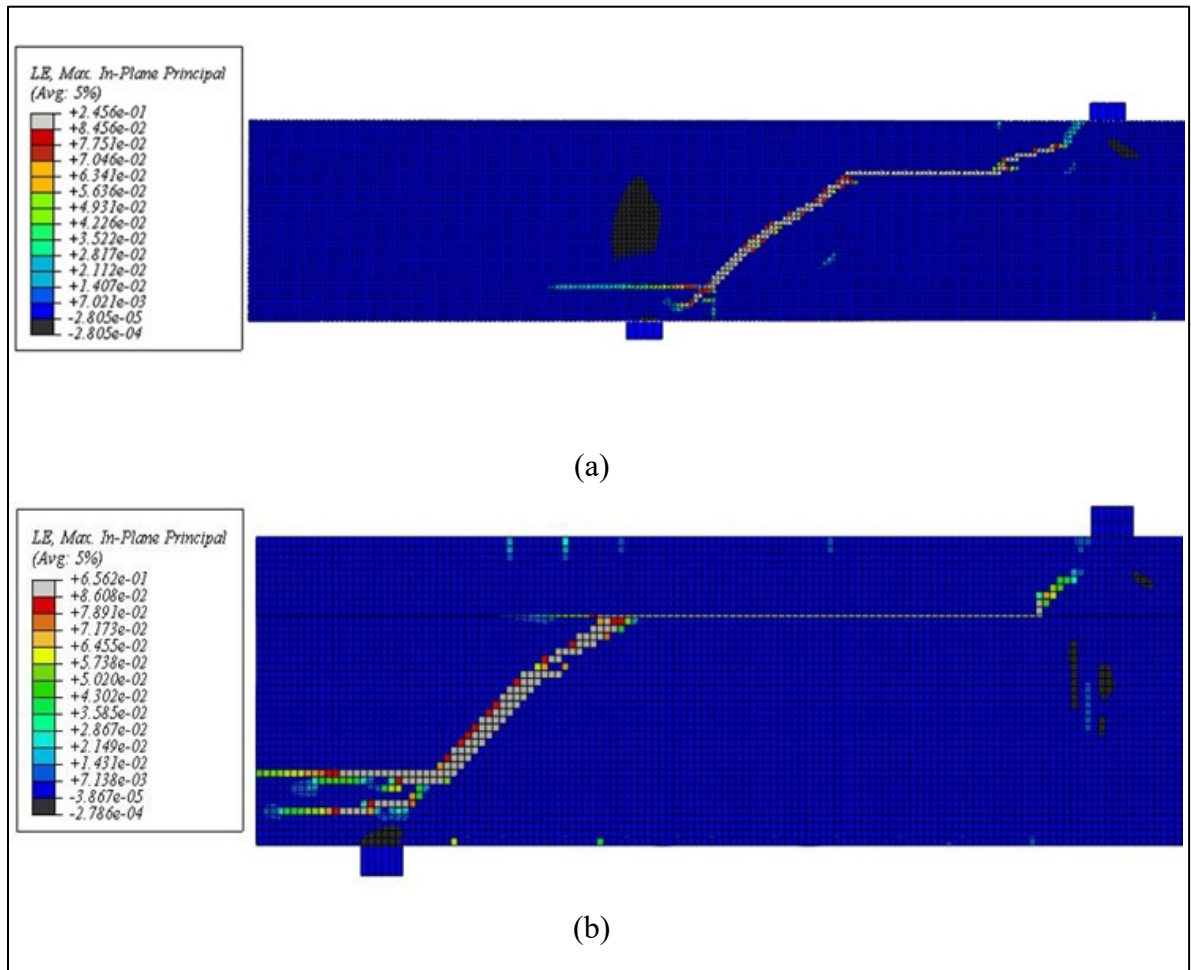 LE, Max. In-Plane Principal
(Avg: 5%)
+2.456e-01
+8.456e-02
+7.751e-02
+7.046e-02
+6.341e-02
+5.636e-02
+4.931e-02
+4.226e-02
+3.522e-02
+2.817e-02
+2.112e-02
+1.407e-02
+7.021e-03
-2.805e-05
-2.805e-04
(a)
LE, Max. In-Plane Principal
(Avg: 5%)
+6.562e-01
+8.608e-02
+7.891e-02
+7.173e-02
+6.455e-02
+5.738e-02
+5.020e-02
+4.302e-02
+3.585e-02
+2.867e-02
+2.149e-02
+1.431e-02
+7.138e-03
-3.867e-05
-2.786e-04
(b)